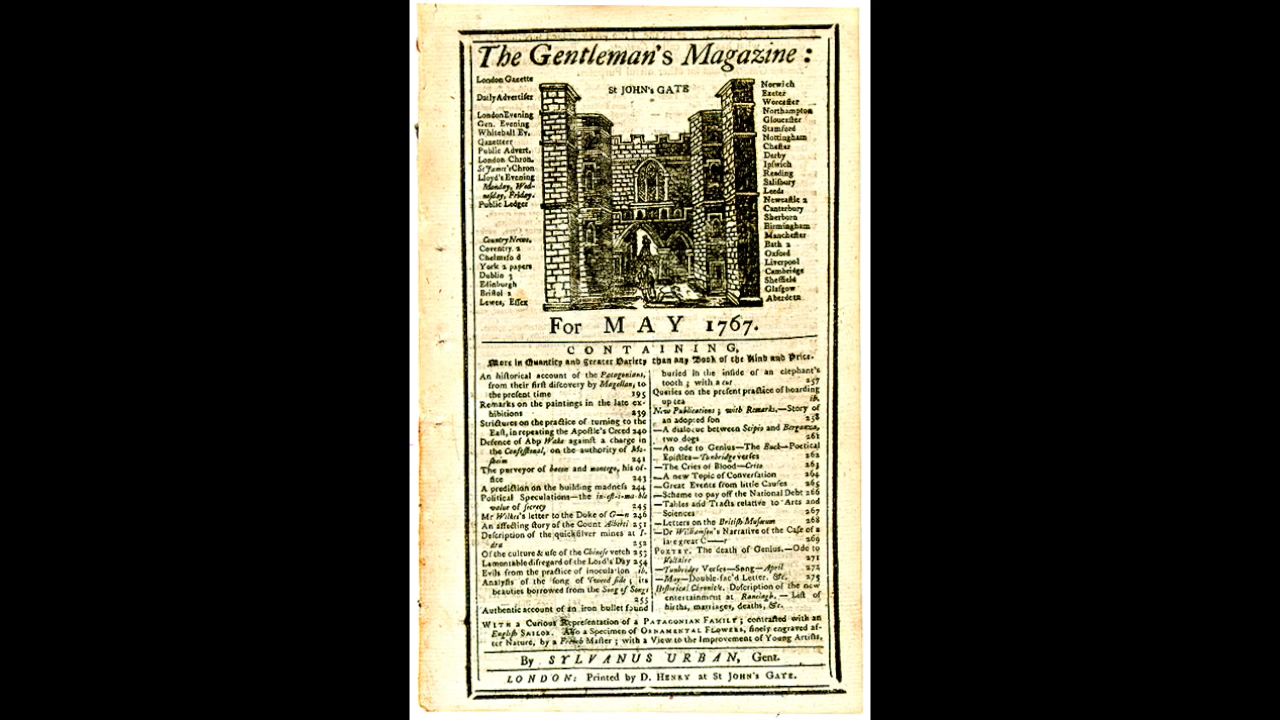 The Gentleman's Magazine:
London Gazette
Daily Advertiser
London Evening
Gen. Evening
Whitehall Ev.
Gazetteer
Public Advert.
London Chron.
St James's Chron
Lloyd's Evening
Monday, Wed-
nesday, Friday.
Public Ledger
Country News,
Coventry 2
Chelmsfo d
York 2 papers
Dublin 3
Edinburgh
Bristol 2
Lewes, Essex
St JOHN's GATE
Norwich
Exeter
Worcester
Northampton
Gloucester
Stamford
Nottingham
Chester
Derby
Ipswich
Reading
Salisbury
Leeds
Newcastle 2
Canterbury
Sherborn
Birmingham
Manchester
Bath 2
Oxford
Liverpool
Cambridge
Sheffield
Glasgow
Aberdeen
For MAY 1767.
CONTAINING,
More in Quantity and greater Variety than any Book of the Kind and Price.
An historical account of the Patagonians,
from their first discovery by Magellan, to
the present time 195
Remarks on the paintings in the late ex-
hibitions 239
Strictures on the practice of turning to the
East, in repeating the Apostle's Creed 240
Defence of Abp Wake against a charge in
the Confessional, on the authority of Mo-
sheim 241
The purveyor of bacon and montego, his of-
fice 243
A prediction on the building madness 244
Political Speculations—the in-est-i-ma-ble
value of secrecy 245
Mr Wilkes's letter to the Duke of G—n 246
An affecting story of the Count Alberti 251
Description of the quicksilver mines at I-
dra 252
Of the culture & use of the Chinese vetch 253
Lamentable disregard of the Lord's Day 254
Evils from the practice of inoculation ib.
Analysis of the song of Tweed side; its
beauties borrowed from the Song of Songs
255
Authentic account of an iron bullet found
buried in the inside of an elephant's
tooth; with a cut 257
Queries on the present practice of hoarding
up tea ib.
New Publications; with Remarks.—Story of
an adopted son 258
—A dialogue between Scipio and Berganza,
two dogs 261
—An ode to Genius—The Buck—Poetical
Epistles—Tunbridge verses 262
—The Cries of Blood—Crito 263
—A new Topic of Conversation 264
—Great Events from little Causes 265
—Scheme to pay off the National Debt 266
—Tables and Tracts relative to Arts and
Sciences 267
—Letters on the British Museum 268
—Dr Williamson's Narrative of the Case of a
late great C——r 269
POETRY. The death of Genius.—Ode to
Voltaire 271
—Tunbridge Verses—Song—April 272
—May—Double-fac'd Letter. &c. 275
Historical Chronicle. Description of the new
entertainment at Ranelagh.—List of
births, marriages, deaths, &c.
WITH a Curious Representation of a PATAGONIAN FAMILY; contrasted with an
English SAILOR. Also a Specimen of ORNAMENTAL FLOWERS, finely engraved af-
ter Nature, by a French Master; with a View to the Improvement of Young Artists,
By SYLVANUS URBAN, Gent.
LONDON: Printed by D. HENRY at St JOHN'S GATE.